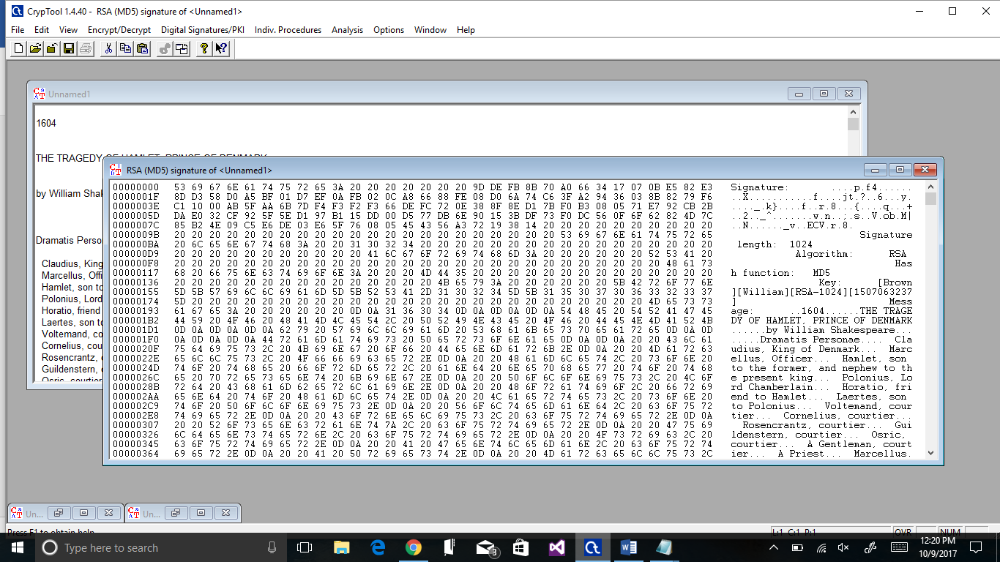 CrypTool 1.4.40 - RSA (MD5) signature of <Unnamed1>
File Edit View Encrypt/Decrypt Digital Signatures/PKI Indiv. Procedures Analysis Options Window Help
Unnamed1
1604
THE TRAGEDY OF HAMLET, PRINCE OF DENMARK
by William Shak
Dramatis Perso
Claudius, King
Marcellus, Offi
Hamlet, son to
Polonius, Lord
Horatio, friend
Laertes, son to
Voltemand, co
Cornelius, cou
Rosencrantz, c
Guildenstern, c
Osric, courtier
RSA (MD5) signature of <Unnamed1>
00000000 53 69 67 6E 61 74 75 72 65 3A 20 20 20 20 20 20 20 9D DE FB 8B 70 A0 66 34 17 07 0B E5 82 E3 Signature: ....p.f4......
0000001F 8D D3 58 D0 A5 BF 01 D7 EF 0A FB 02 0C A8 66 88 FE 08 D0 6A 74 C6 3F A2 94 36 03 8B 82 79 F6 ..X...........f....jt.?..6...y.
0000003E C1 10 00 AB 5F AA 6B 7D F4 F3 F2 F3 66 DE FC 72 0E 38 8F 8E D1 7B F0 B3 08 05 71 E7 92 CB 2B ...._.k}....f..r.8...{....q...+
0000005D DA E0 32 CF 92 5F 5E D1 97 B1 15 DD 00 D5 77 DB 6E 90 15 3B DF 73 F0 DC 56 0F 6F 62 82 4D 7C ..2.._^.......w.n..;.s..V.ob.M|
0000007C 85 B2 4E 09 C5 E6 DE 03 E6 5F 76 08 05 45 43 56 A3 72 19 38 14 20 20 20 20 20 20 20 20 20 20 ..N......_v..ECV.r.8.
0000009B 20 20 20 20 20 20 20 20 20 20 20 20 20 20 20 20 20 20 20 20 20 20 53 69 67 6E 61 74 75 72 65 Signature
000000BA 20 6C 65 6E 67 74 68 3A 20 20 31 30 32 34 20 20 20 20 20 20 20 20 20 20 20 20 20 20 20 20 20 length: 1024
000000D9 20 20 20 20 20 20 20 20 20 20 20 41 6C 67 6F 72 69 74 68 6D 3A 20 20 20 20 20 20 52 53 41 20 Algorithm: RSA
000000F8 20 20 20 20 20 20 20 20 20 20 20 20 20 20 20 20 20 20 20 20 20 20 20 20 20 20 20 20 48 61 73 Has
00000117 68 20 66 75 6E 63 74 69 6F 6E 3A 20 20 20 4D 44 35 20 20 20 20 20 20 20 20 20 20 20 20 20 20 h function: MD5
00000136 20 20 20 20 20 20 20 20 20 20 20 20 20 20 20 4B 65 79 3A 20 20 20 20 20 20 5B 42 72 6F 77 6E Key: [Brown
00000155 5D 5B 57 69 6C 6C 69 61 6D 5D 5B 52 53 41 2D 31 30 32 34 5D 5B 31 35 30 37 30 36 33 32 33 37 ][William][RSA-1024][1507063237
00000174 5D 20 20 20 20 20 20 20 20 20 20 20 20 20 20 20 20 20 20 20 20 20 20 20 20 20 20 4D 65 73 73 ] Mess
00000193 61 67 65 3A 20 20 20 20 20 20 0D 0A 31 36 30 34 0D 0A 0D 0A 0D 0A 54 48 45 20 54 52 41 47 45 age: ..1604......THE TRAGE
000001B2 44 59 20 4F 46 20 48 41 4D 4C 45 54 2C 20 50 52 49 4E 43 45 20 4F 46 20 44 45 4E 4D 41 52 4B DY OF HAMLET, PRINCE OF DENMARK
000001D1 0D 0A 0D 0A 0D 0A 62 79 20 57 69 6C 6C 69 61 6D 20 53 68 61 6B 65 73 70 65 61 72 65 0D 0A 0D ......by William Shakespeare...
000001F0 0A 0D 0A 0D 0A 44 72 61 6D 61 74 69 73 20 50 65 72 73 6F 6E 61 65 0D 0A 0D 0A 20 20 43 6C 61 .....Dramatis Personae.... Cla
0000020F 75 64 69 75 73 2C 20 4B 69 6E 67 20 6F 66 20 44 65 6E 6D 61 72 6B 2E 0D 0A 20 20 4D 61 72 63 udius, King of Denmark... Marc
0000022E 65 6C 6C 75 73 2C 20 4F 66 66 69 63 65 72 2E 0D 0A 20 20 48 61 6D 6C 65 74 2C 20 73 6F 6E 20 ellus, Officer... Hamlet, son
0000024D 74 6F 20 74 68 65 20 66 6F 72 6D 65 72 2C 20 61 6E 64 20 6E 65 70 68 65 77 20 74 6F 20 74 68 to the former, and nephew to th
0000026C 65 20 70 72 65 73 65 6E 74 20 6B 69 6E 67 2E 0D 0A 20 20 50 6F 6C 6F 6E 69 75 73 2C 20 4C 6F e present king... Polonius, Lo
0000028B 72 64 20 43 68 61 6D 62 65 72 6C 61 69 6E 2E 0D 0A 20 20 48 6F 72 61 74 69 6F 2C 20 66 72 69 rd Chamberlain... Horatio, fri
000002AA 65 6E 64 20 74 6F 20 48 61 6D 6C 65 74 2E 0D 0A 20 20 4C 61 65 72 74 65 73 2C 20 73 6F 6E 20 end to Hamlet... Laertes, son
000002C9 74 6F 20 50 6F 6C 6F 6E 69 75 73 2E 0D 0A 20 20 56 6F 6C 74 65 6D 61 6E 64 2C 20 63 6F 75 72 to Polonius... Voltemand, cour
000002E8 74 69 65 72 2E 0D 0A 20 20 43 6F 72 6E 65 6C 69 75 73 2C 20 63 6F 75 72 74 69 65 72 2E 0D 0A tier... Cornelius, courtier...
00000307 20 20 52 6F 73 65 6E 63 72 61 6E 74 7A 2C 20 63 6F 75 72 74 69 65 72 2E 0D 0A 20 20 47 75 69 Rosencrantz, courtier... Gui
00000326 6C 64 65 6E 73 74 65 72 6E 2C 20 63 6F 75 72 74 69 65 72 2E 0D 0A 20 20 4F 73 72 69 63 2C 20 ldenstern, courtier... Osric,
00000345 63 6F 75 72 74 69 65 72 2E 0D 0A 20 20 41 20 47 65 6E 74 6C 65 6D 61 6E 2C 20 63 6F 75 72 74 courtier... A Gentleman, court
00000364 69 65 72 2E 0D 0A 20 20 41 20 50 72 69 65 73 74 2E 0D 0A 20 20 4D 61 72 63 65 6C 6C 75 73 2C ier... A Priest... Marcellus.
Un... Un...
Press F1 to obtain help. L:1 C:1 P:1 OVR NUM
Type here to search
3
12:20 PM
10/9/2017